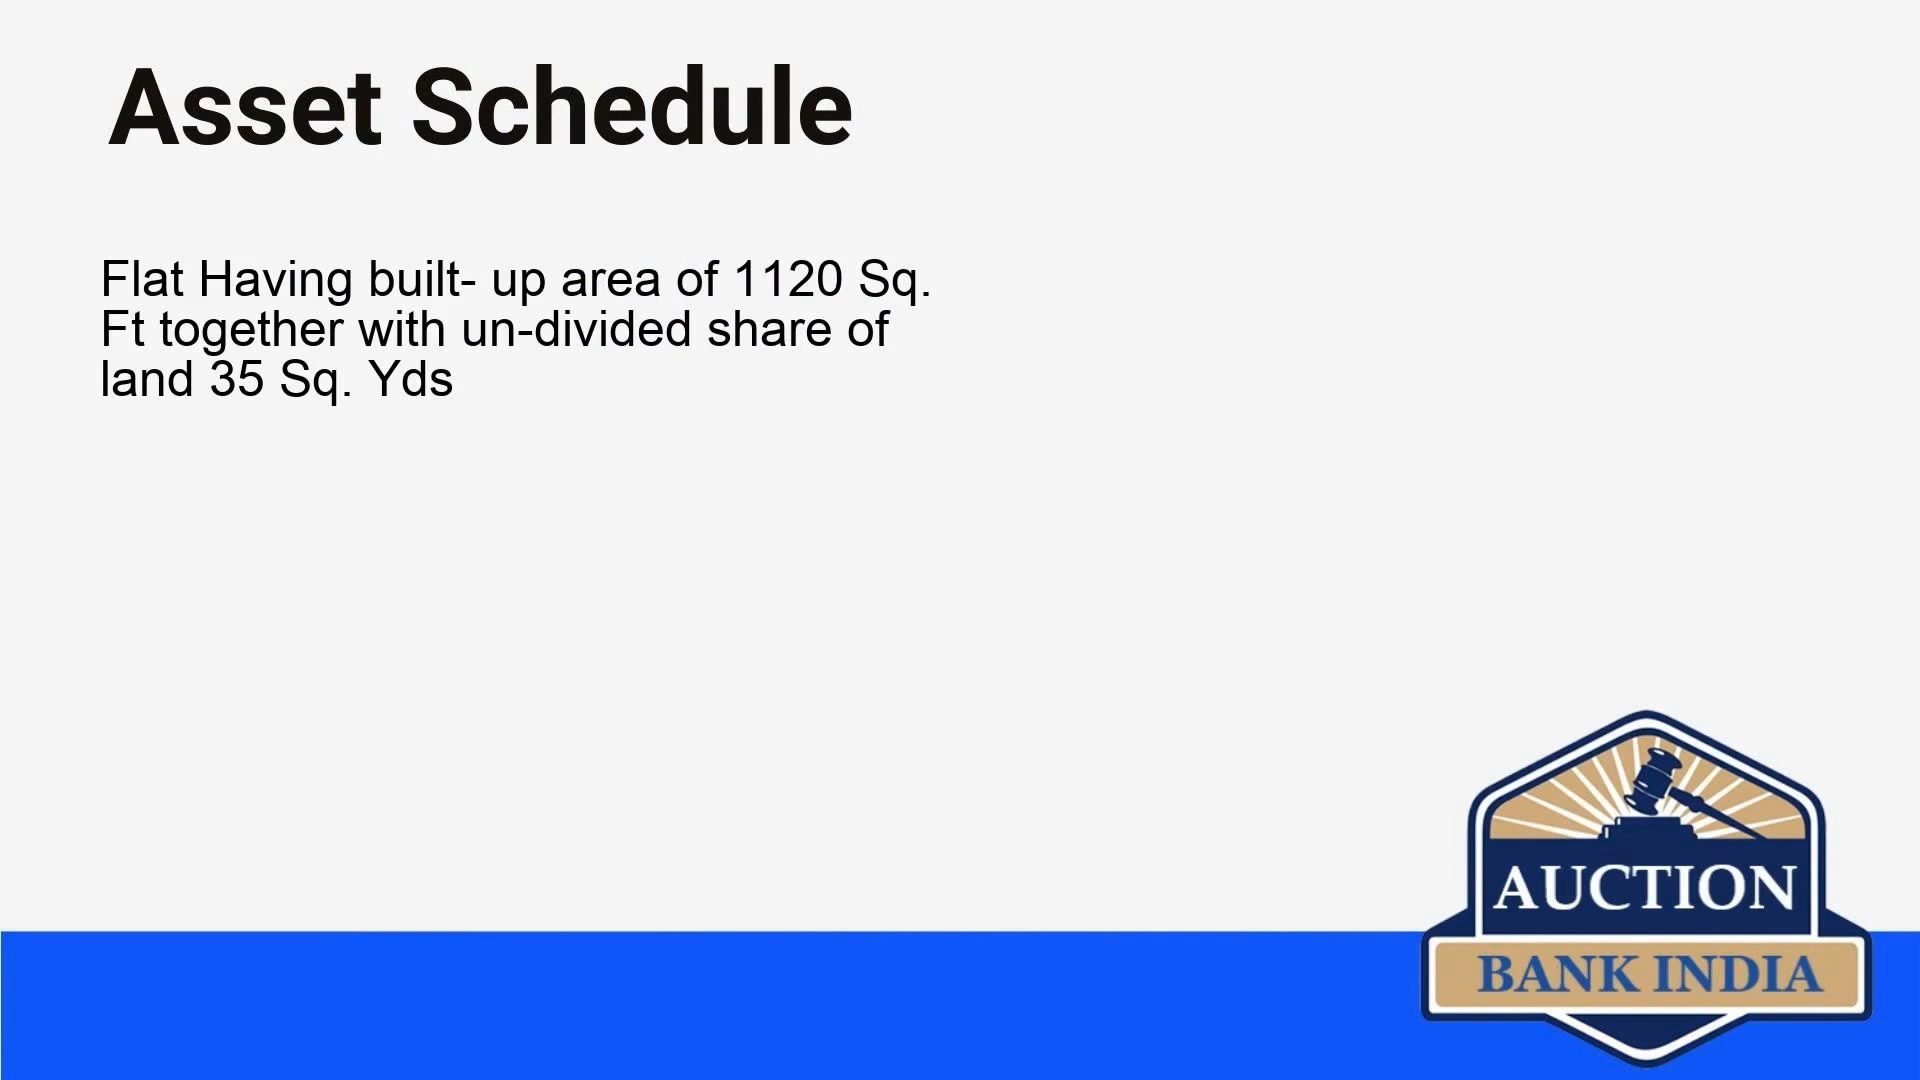 Asset Schedule
Flat Having built- up area of 1120 Sq.
Ft together with un-divided share of
land 35 Sq. Yds
AUCTION
BANK INDIA